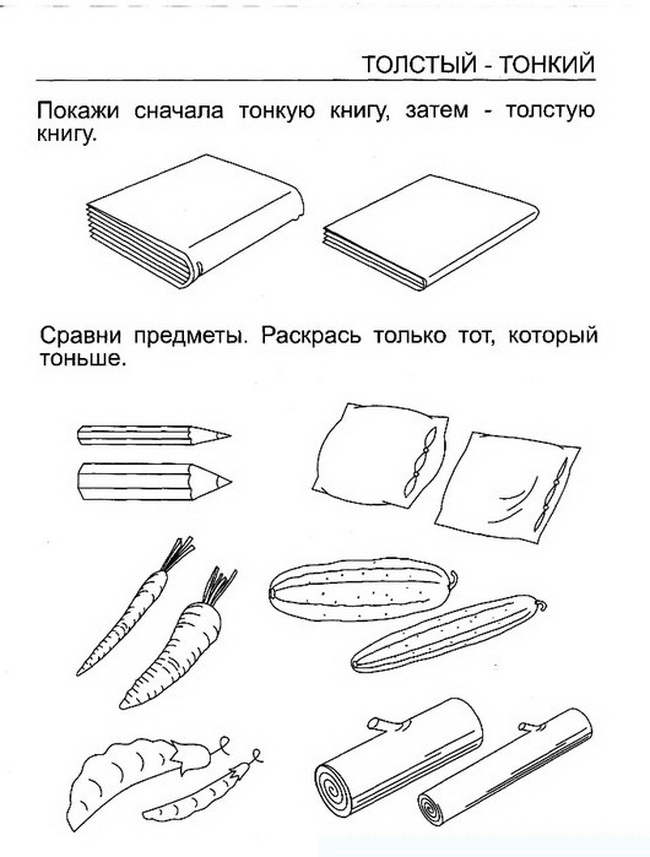 ТОЛСТЫЙ - ТОНКИЙ
Покажи сначала тонкую книгу, затем - толстую
книгу.
Сравни предметы. Раскрась только тот, который
тоньше.